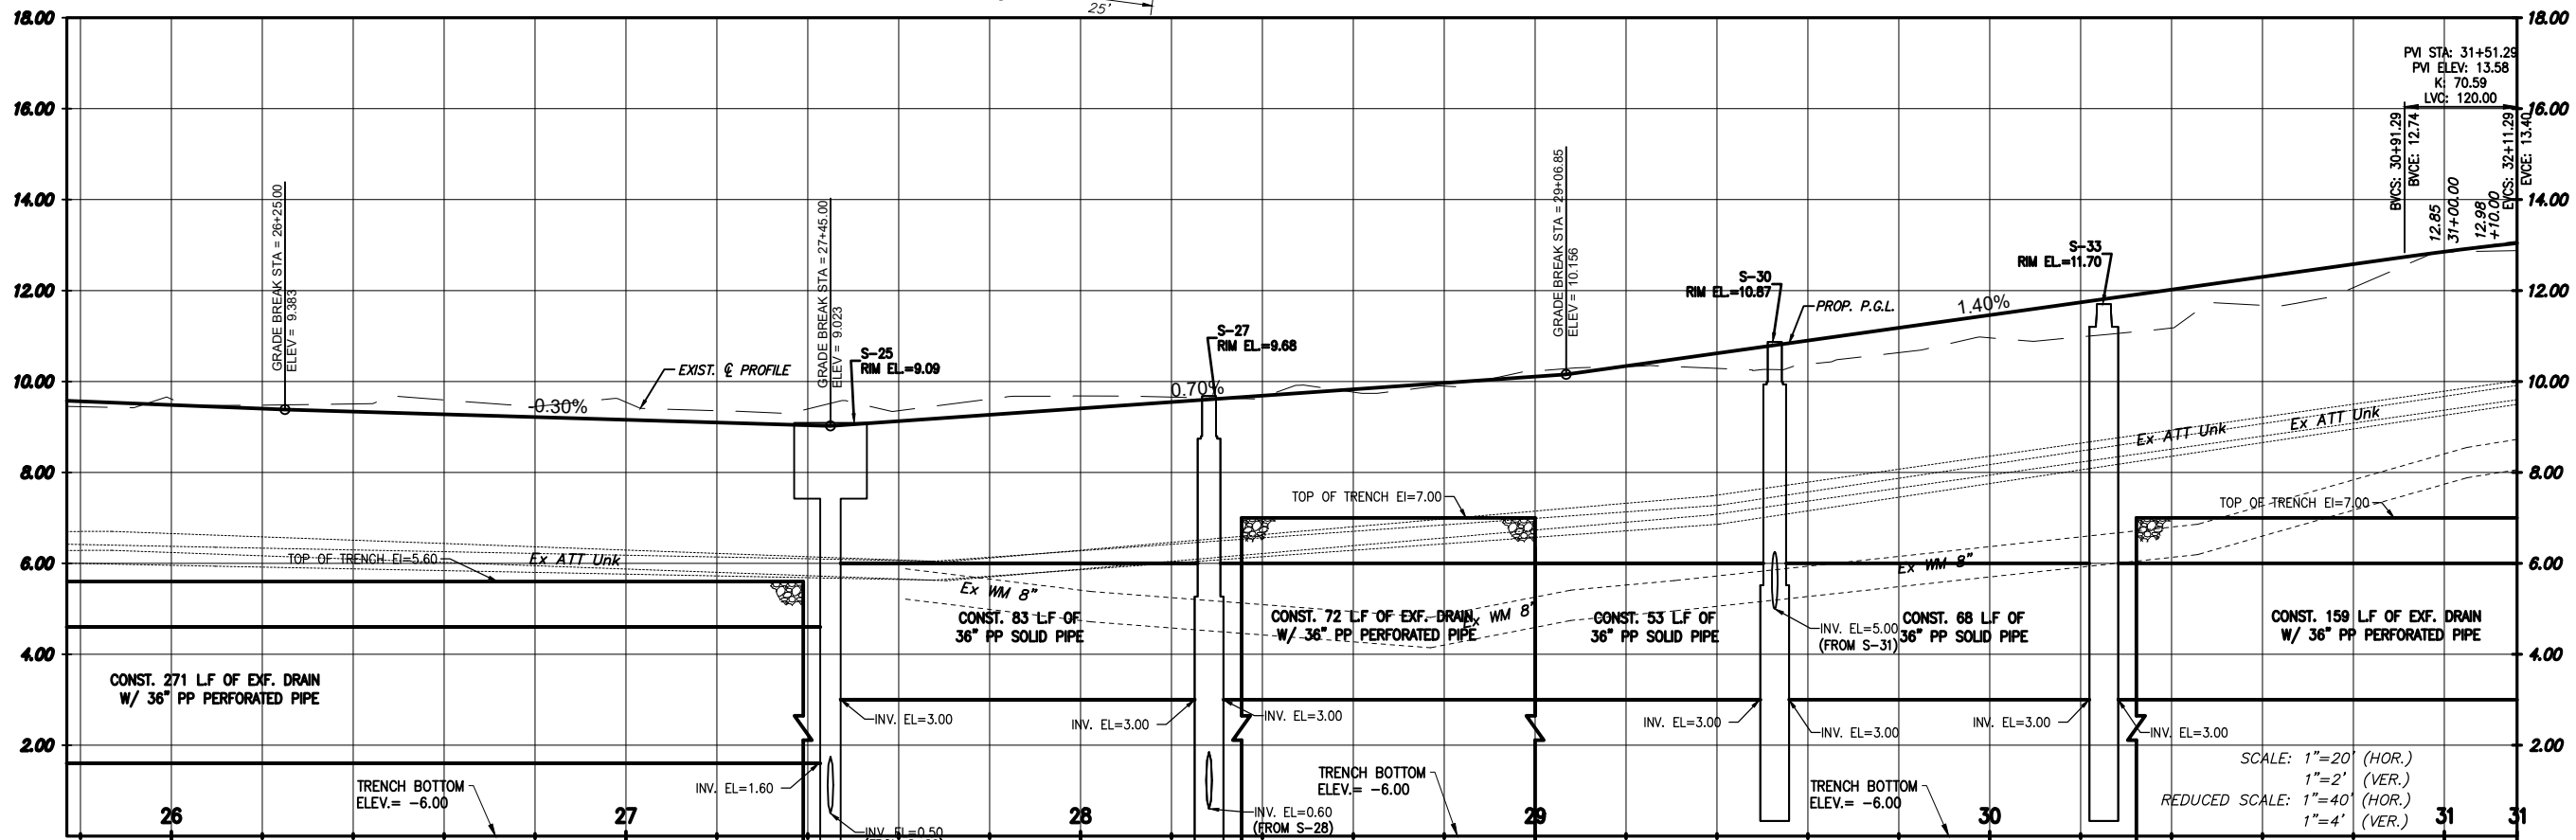 25'
18.00
18.00
PVI STA: 31+51.29
PVI ELEV: 13.58
K: 70.59
LVC: 120.00
16.00
16.00
BVCS: 30+91.29
BVCE: 12.74
EVCS: 32+11.29
EVCE: 13.40
12.85
31+00.00
12.98
+10.00
14.00
14.00
GRADE BREAK STA = 26+25.00
ELEV = 9.383
GRADE BREAK STA = 27+45.00
ELEV = 9.023
GRADE BREAK STA = 29+06.85
ELEV = 10.156
S-33
RIM EL.=11.70
S-30
RIM EL.=10.87
12.00
12.00
PROP. P.G.L.
1.40%
S-27
RIM EL.=9.68
S-25
RIM EL.=9.09
EXIST. ℄ PROFILE
10.00
10.00
-0.30%
0.70%
Ex ATT Unk
Ex ATT Unk
8.00
8.00
TOP OF TRENCH El=7.00
TOP OF TRENCH El=7.00
TOP OF TRENCH El=5.60
Ex ATT Unk
6.00
6.00
Ex WM 8"
Ex WM 8"
Ex WM 8"
CONST. 83 L.F OF
36" PP SOLID PIPE
CONST. 72 L.F OF EXF. DRAIN
W/ 36" PP PERFORATED PIPE
CONST. 53 L.F OF
36" PP SOLID PIPE
INV. EL=5.00
(FROM S-31)
CONST. 68 L.F OF
36" PP SOLID PIPE
CONST. 159 L.F OF EXF. DRAIN
W/ 36" PP PERFORATED PIPE
4.00
4.00
CONST. 271 L.F OF EXF. DRAIN
W/ 36" PP PERFORATED PIPE
INV. EL=3.00
INV. EL=3.00
INV. EL=3.00
INV. EL=3.00
INV. EL=3.00
INV. EL=3.00
INV. EL=3.00
2.00
2.00
TRENCH BOTTOM
ELEV.= -6.00
INV. EL=1.60
INV. EL=0.50
INV. EL=0.60
(FROM S-28)
TRENCH BOTTOM
ELEV.= -6.00
TRENCH BOTTOM
ELEV.= -6.00
SCALE: 1"=20' (HOR.)
1"=2' (VER.)
REDUCED SCALE: 1"=40' (HOR.)
1"=4' (VER.)
26
27
28
29
30
31
31